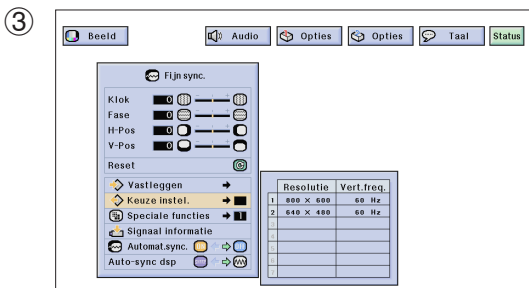 3
Beeld Audio Opties Opties Taal Status
Fijn sync.
Klok 0 - +
Fase 0 - +
H-Pos 0 - +
V-Pos 0 - +
Reset
Vastleggen
Keuze instel.
Speciale functies
Signaal informatie
Automat.sync.
Auto-sync dsp
Resolutie Vert.freq.
1 800 × 600 60 Hz
2 640 × 480 60 Hz
3
4
5
6
7